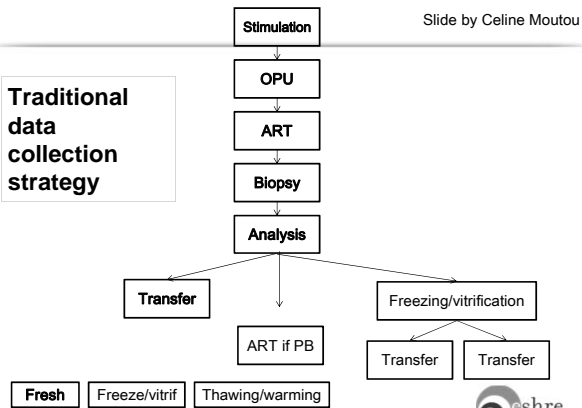 Slide by Celine Moutou
Stimulation
OPU
Traditional
data
collection
strategy
ART
Biopsy
Analysis
Transfer
Freezing/vitrification
ART if PB
Transfer
Transfer
Fresh
Freeze/vitrif
Thawing/warming
eshre